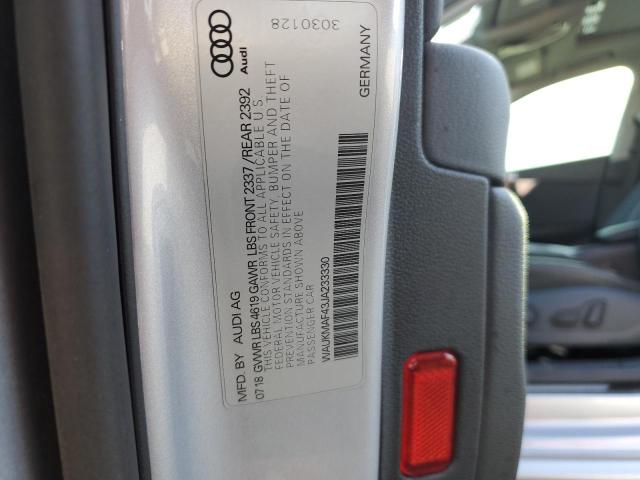 MFD. BY AUDI AG
07 18 GVWR LBS 4619 GAWR LBS FRONT 2337 / REAR 2392
THIS VEHICLE CONFORMS TO ALL APPLICABLE U S
FEDERAL MOTOR VEHICLE SAFETY, BUMPER AND THEFT
PREVENTION STANDARDS IN EFFECT ON THE DATE OF
MANUFACTURE SHOWN ABOVE
PASSENGER CAR
WAUKMAF43JA233330
GERMANY
Audi
3030128